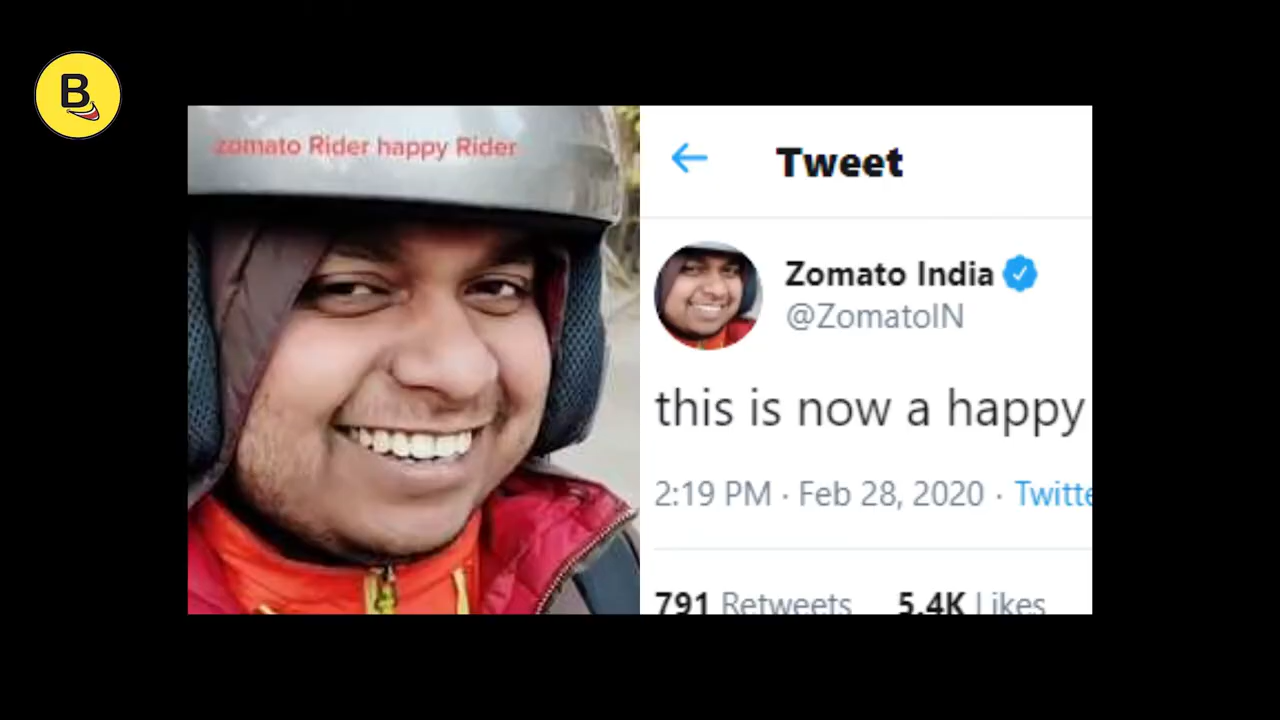 B
zomato Rider happy Rider
Tweet
Zomato India
@ZomatoIN
this is now a happy
2:19 PM · Feb 28, 2020 · Twitte
791 Retweets 5.4K Likes